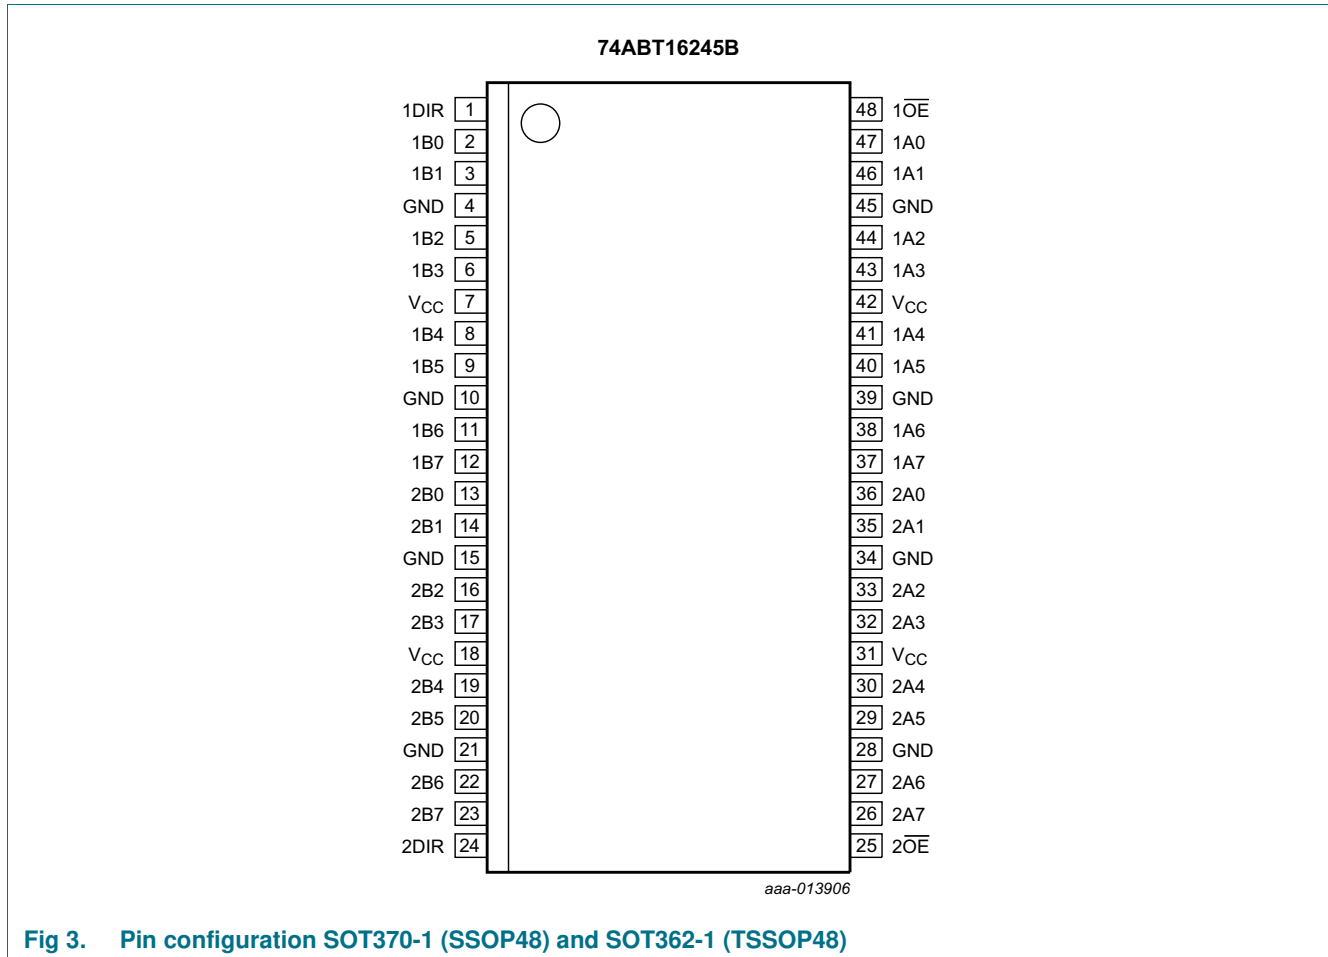 74ABT16245B
1DIR 1 48 1O̅E̅
1B0 2 47 1A0
1B1 3 46 1A1
GND 4 45 GND
1B2 5 44 1A2
1B3 6 43 1A3
VCC 7 42 VCC
1B4 8 41 1A4
1B5 9 40 1A5
GND 10 39 GND
1B6 11 38 1A6
1B7 12 37 1A7
2B0 13 36 2A0
2B1 14 35 2A1
GND 15 34 GND
2B2 16 33 2A2
2B3 17 32 2A3
VCC 18 31 VCC
2B4 19 30 2A4
2B5 20 29 2A5
GND 21 28 GND
2B6 22 27 2A6
2B7 23 26 2A7
2DIR 24 25 2O̅E̅
aaa-013906
Fig 3. Pin configuration SOT370-1 (SSOP48) and SOT362-1 (TSSOP48)